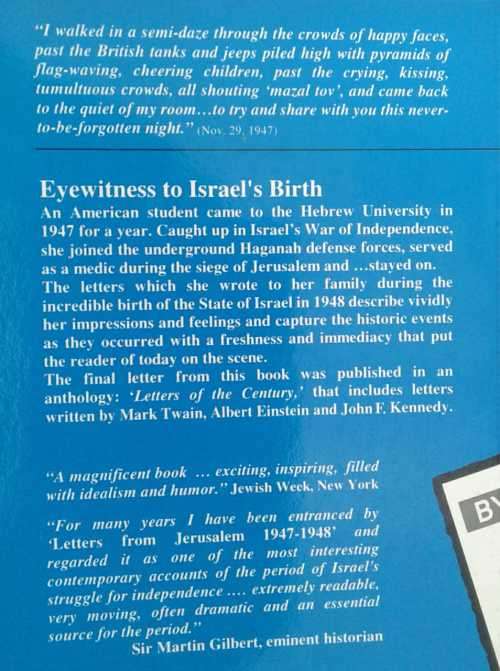 “I walked in a semi-daze through the crowds of happy faces,
past the British tanks and jeeps piled high with pyramids of
flag-waving, cheering children, past the crying, kissing,
tumultuous crowds, all shouting ‘mazal tov’, and came back
to the quiet of my room…to try and share with you this never-
to-be-forgotten night.” (Nov. 29, 1947)
Eyewitness to Israel's Birth
An American student came to the Hebrew University in
1947 for a year. Caught up in Israel’s War of Independence,
she joined the underground Haganah defense forces, served
as a medic during the siege of Jerusalem and …stayed on.
The letters which she wrote to her family during the
incredible birth of the State of Israel in 1948 describe vividly
her impressions and feelings and capture the historic events
as they occurred with a freshness and immediacy that put
the reader of today on the scene.
The final letter from this book was published in an
anthology: ‘Letters of the Century,’ that includes letters
written by Mark Twain, Albert Einstein and John F. Kennedy.
“A magnificent book … exciting, inspiring, filled
with idealism and humor.” Jewish Week, New York
“For many years I have been entranced by
‘Letters from Jerusalem 1947-1948’ and
regarded it as one of the most interesting
contemporary accounts of the period of Israel's
struggle for independence .... extremely readable,
very moving, often dramatic and an essential
source for the period.”
Sir Martin Gilbert, eminent historian
BY